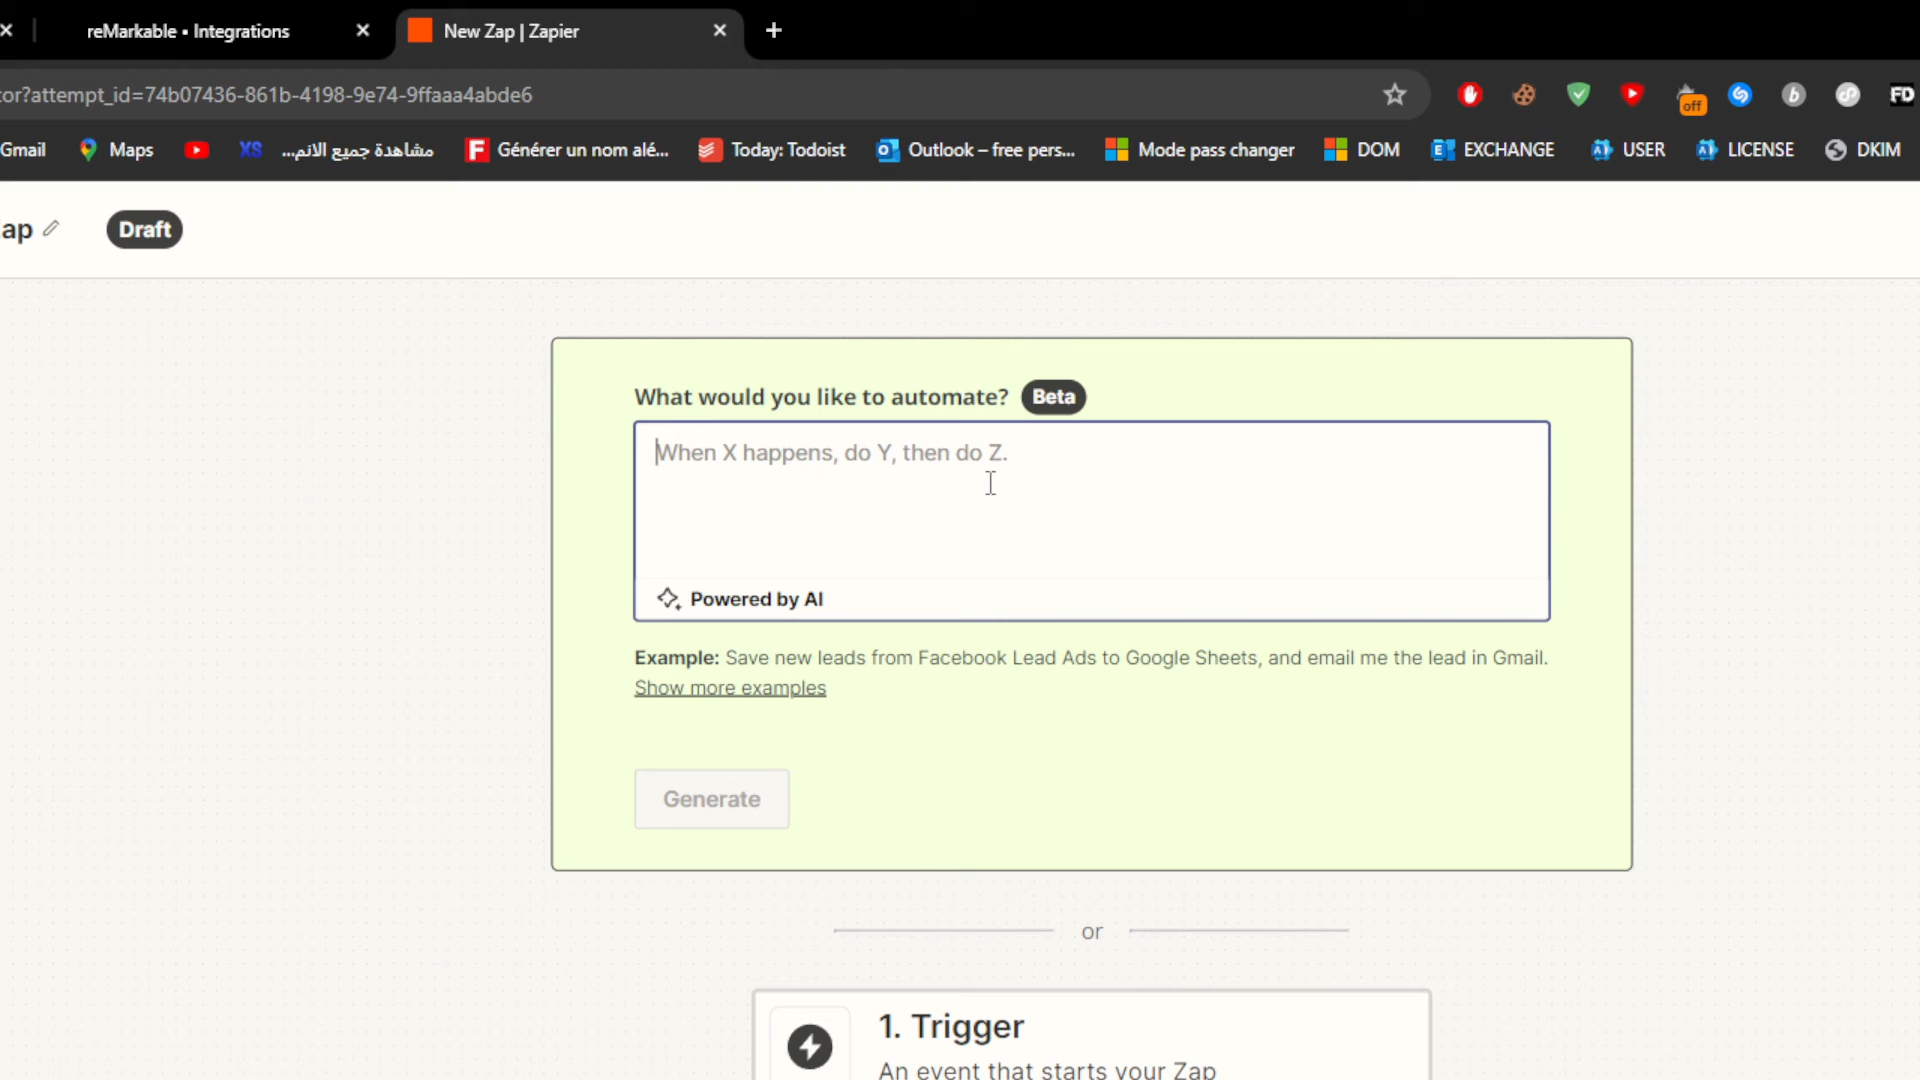 reMarkable • Integrations
New Zap | Zapier
tor?attempt_id=74b07436-861b-4198-9e74-9ffaaa4abde6
off
b
FD
Gmail
Maps
XS
مشاهدة جميع الانم...
F
Générer un nom alé...
Today: Todoist
Outlook – free pers...
Mode pass changer
DOM
EXCHANGE
USER
LICENSE
DKIM
ap
Draft
What would you like to automate?
Beta
When X happens, do Y, then do Z.
Powered by AI
Example: Save new leads from Facebook Lead Ads to Google Sheets, and email me the lead in Gmail.
Show more examples
Generate
or
1. Trigger
An event that starts your Zap